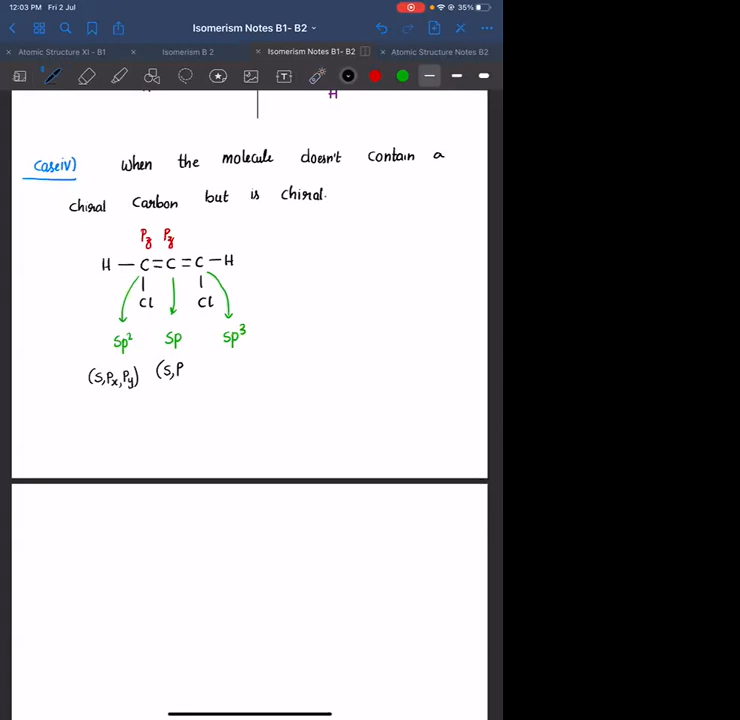 12:03 PM Fri 2 Jul
35%
Isomerism Notes B1- B2
Atomic Structure XI - B1
Isomerism B 2
Isomerism Notes B1- B2
Atomic Structure Notes B2
H
Case iv) When the molecule doesn't contain a
chiral carbon but is chiral.
Pz Pz
H — C = C = C — H
Cl Cl
Sp² Sp Sp³
(S,Px,Py) (S,P